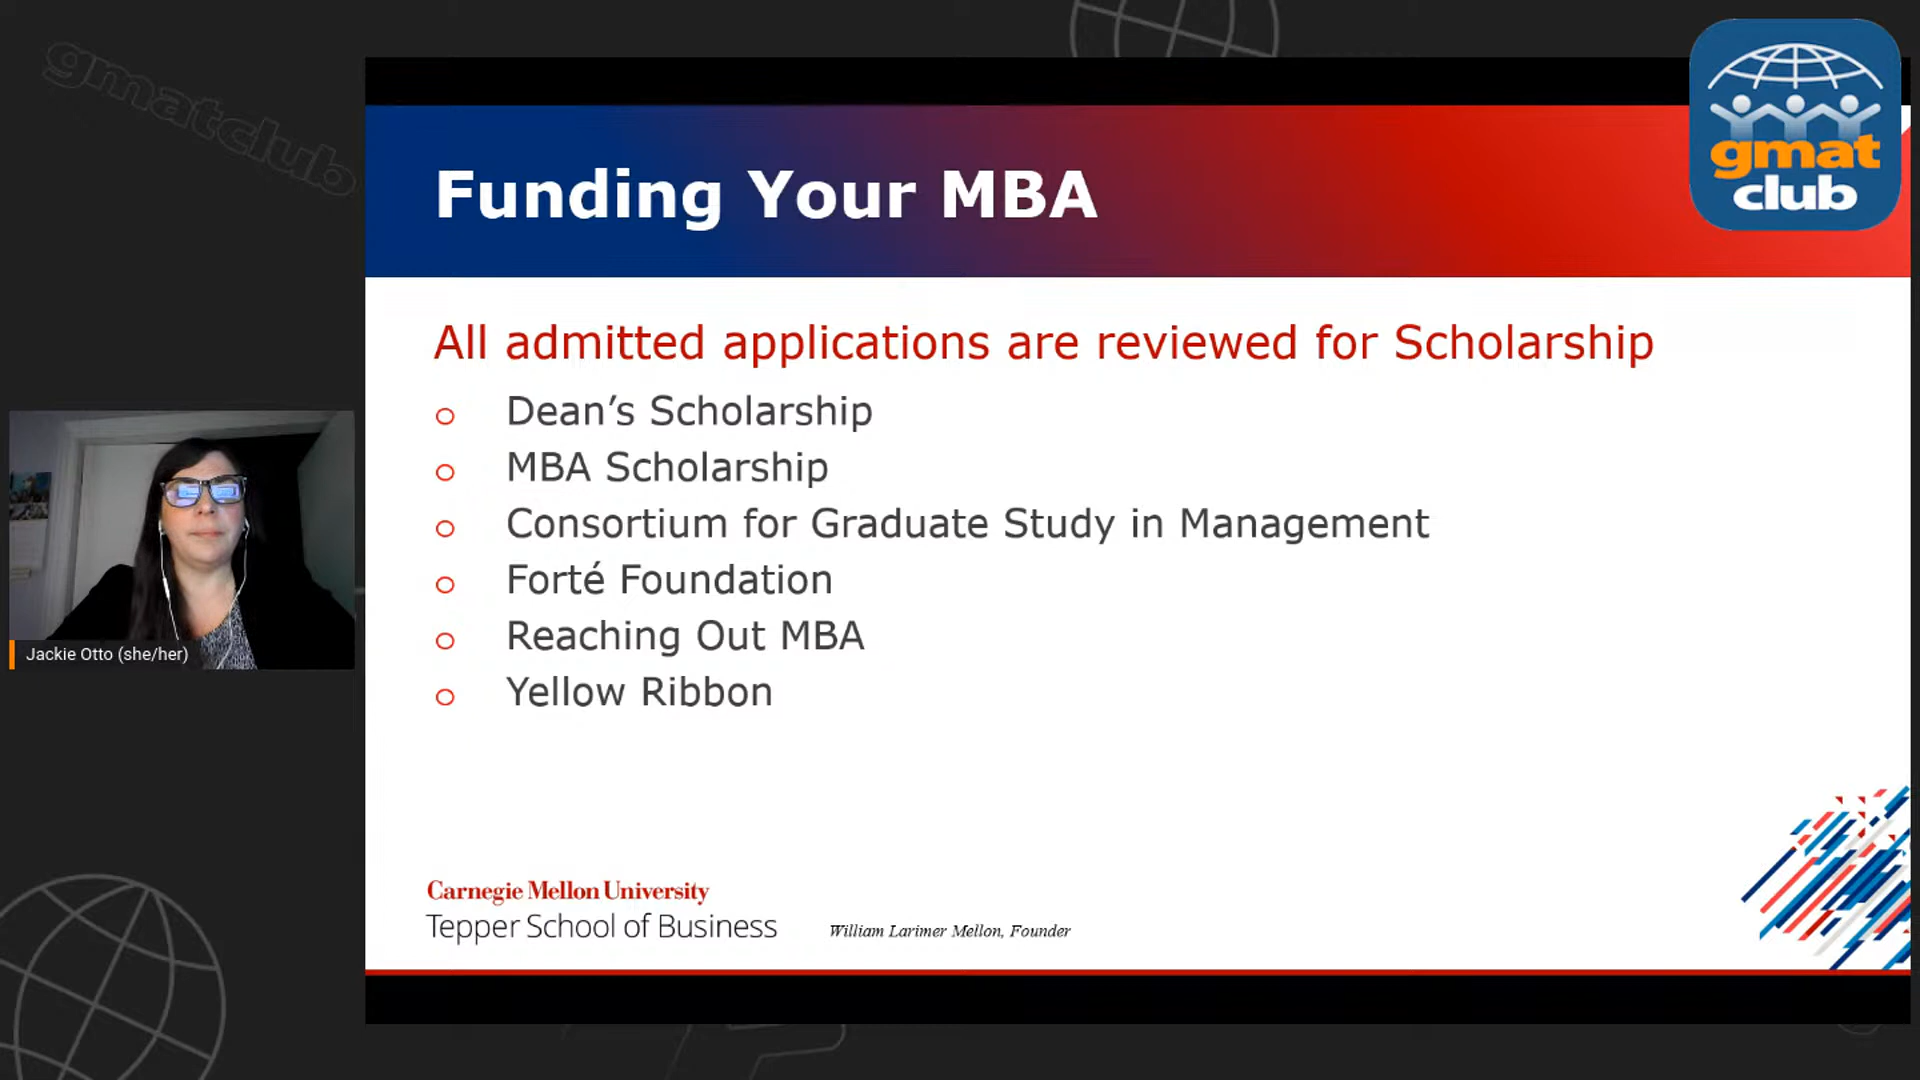 gmatclub
gmat
club
Funding Your MBA
All admitted applications are reviewed for Scholarship
o Dean’s Scholarship
o MBA Scholarship
o Consortium for Graduate Study in Management
o Forté Foundation
o Reaching Out MBA
o Yellow Ribbon
Jackie Otto (she/her)
Carnegie Mellon University
Tepper School of Business
William Larimer Mellon, Founder